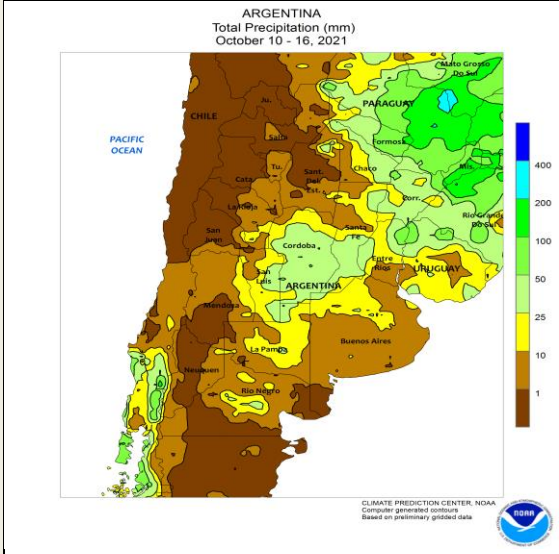 ARGENTINA
Total Precipitation (mm)
October 10 - 16, 2021
Mato Grosso
Do Sul
Ju.
PARAGUAY
CHILE
PACIFIC
OCEAN
Salta
Formosa
Tu.
Chaco
Mis.
Cata
Sant.
Del
Est.
Corr.
La Rioja
Rio Grande
Do Sul
Santa
Fe
San
Juan
Cordoba
Entre
Rios
URUGUAY
San
Luis
ARGENTINA
Mendoza
Buenos Aires
La Pampa
Neuquen
Rio Negro
400
200
100
50
25
10
1
CLIMATE PREDICTION CENTER, NOAA
Computer generated contours
Based on preliminary gridded data
NOAA